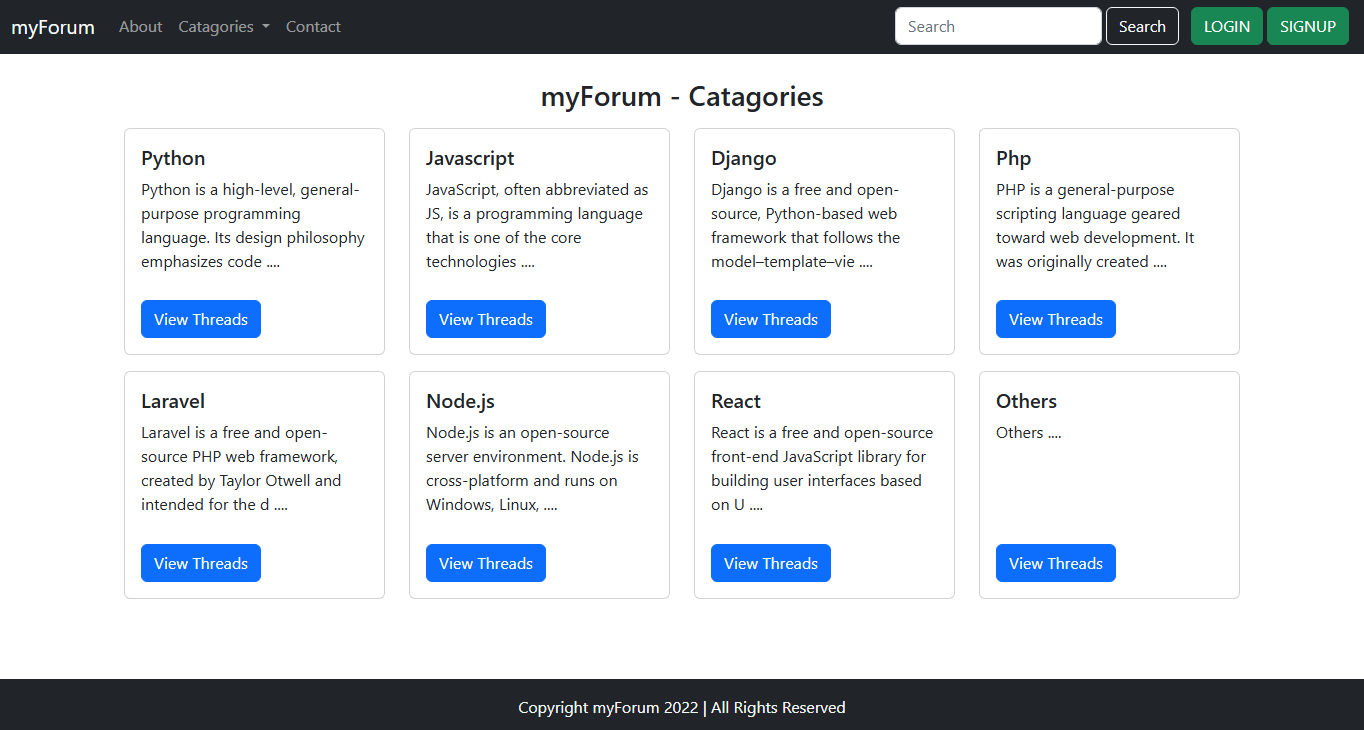 myForum About Catagories Contact Search Search LOGIN SIGNUP
myForum - Catagories
Python
Python is a high-level, general-
purpose programming
language. Its design philosophy
emphasizes code ....
View Threads
Javascript
JavaScript, often abbreviated as
JS, is a programming language
that is one of the core
technologies ....
View Threads
Django
Django is a free and open-
source, Python-based web
framework that follows the
model–template–vie ....
View Threads
Php
PHP is a general-purpose
scripting language geared
toward web development. It
was originally created ....
View Threads
Laravel
Laravel is a free and open-
source PHP web framework,
created by Taylor Otwell and
intended for the d ....
View Threads
Node.js
Node.js is an open-source
server environment. Node.js is
cross-platform and runs on
Windows, Linux, ....
View Threads
React
React is a free and open-source
front-end JavaScript library for
building user interfaces based
on U ....
View Threads
Others
Others ....
View Threads
Copyright myForum 2022 | All Rights Reserved